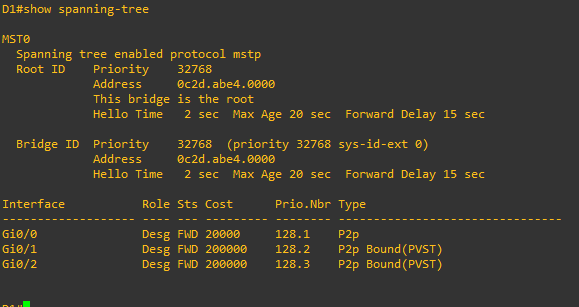 D1#show spanning-tree
MST0
Spanning tree enabled protocol mstp
Root ID Priority 32768
Address 0c2d.abe4.0000
This bridge is the root
Hello Time 2 sec Max Age 20 sec Forward Delay 15 sec
Bridge ID Priority 32768 (priority 32768 sys-id-ext 0)
Address 0c2d.abe4.0000
Hello Time 2 sec Max Age 20 sec Forward Delay 15 sec
Interface Role Sts Cost Prio.Nbr Type
------------------- ---- --- --------- -------- --------------------------------
Gi0/0 Desg FWD 20000 128.1 P2p
Gi0/1 Desg FWD 200000 128.2 P2p Bound(PVST)
Gi0/2 Desg FWD 200000 128.3 P2p Bound(PVST)